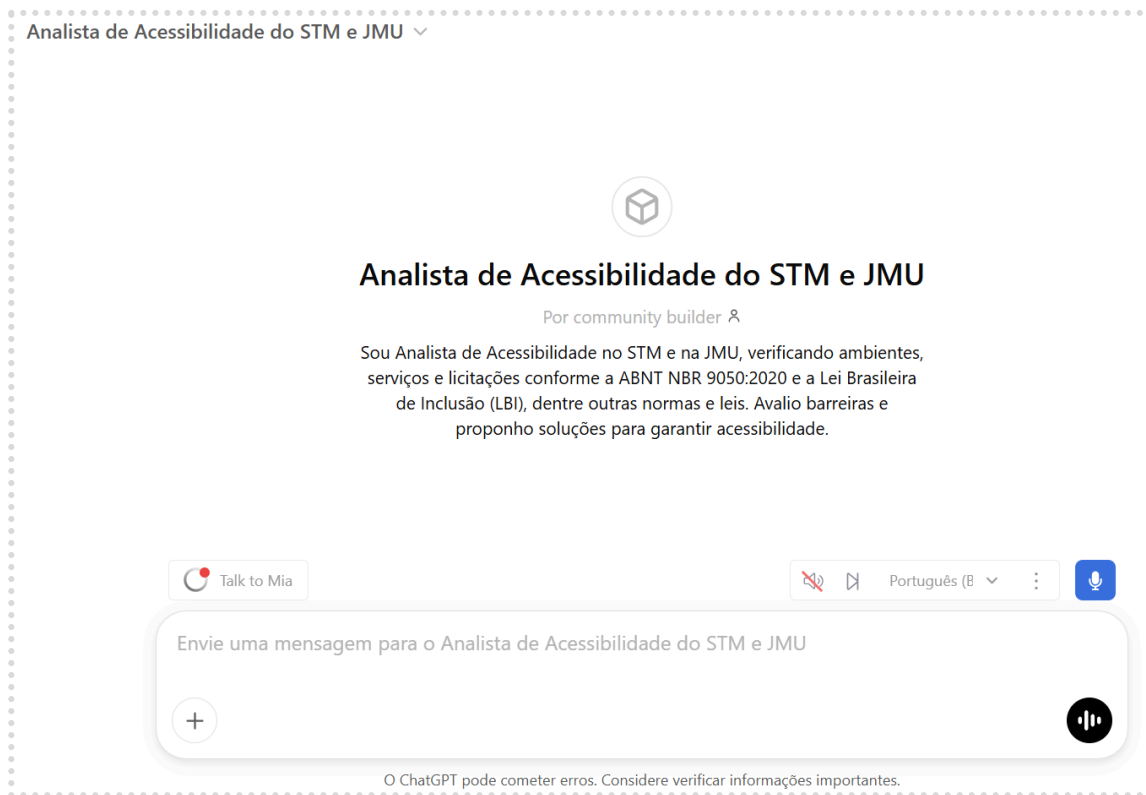 Analista de Acessibilidade do STM e JMU
Analista de Acessibilidade do STM e JMU
Por community builder
Sou Analista de Acessibilidade no STM e na JMU, verificando ambientes,
serviços e licitações conforme a ABNT NBR 9050:2020 e a Lei Brasileira
de Inclusão (LBI), dentre outras normas e leis. Avalio barreiras e
proponho soluções para garantir acessibilidade.
Talk to Mia
Português (B
Envie uma mensagem para o Analista de Acessibilidade do STM e JMU
O ChatGPT pode cometer erros. Considere verificar informações importantes.